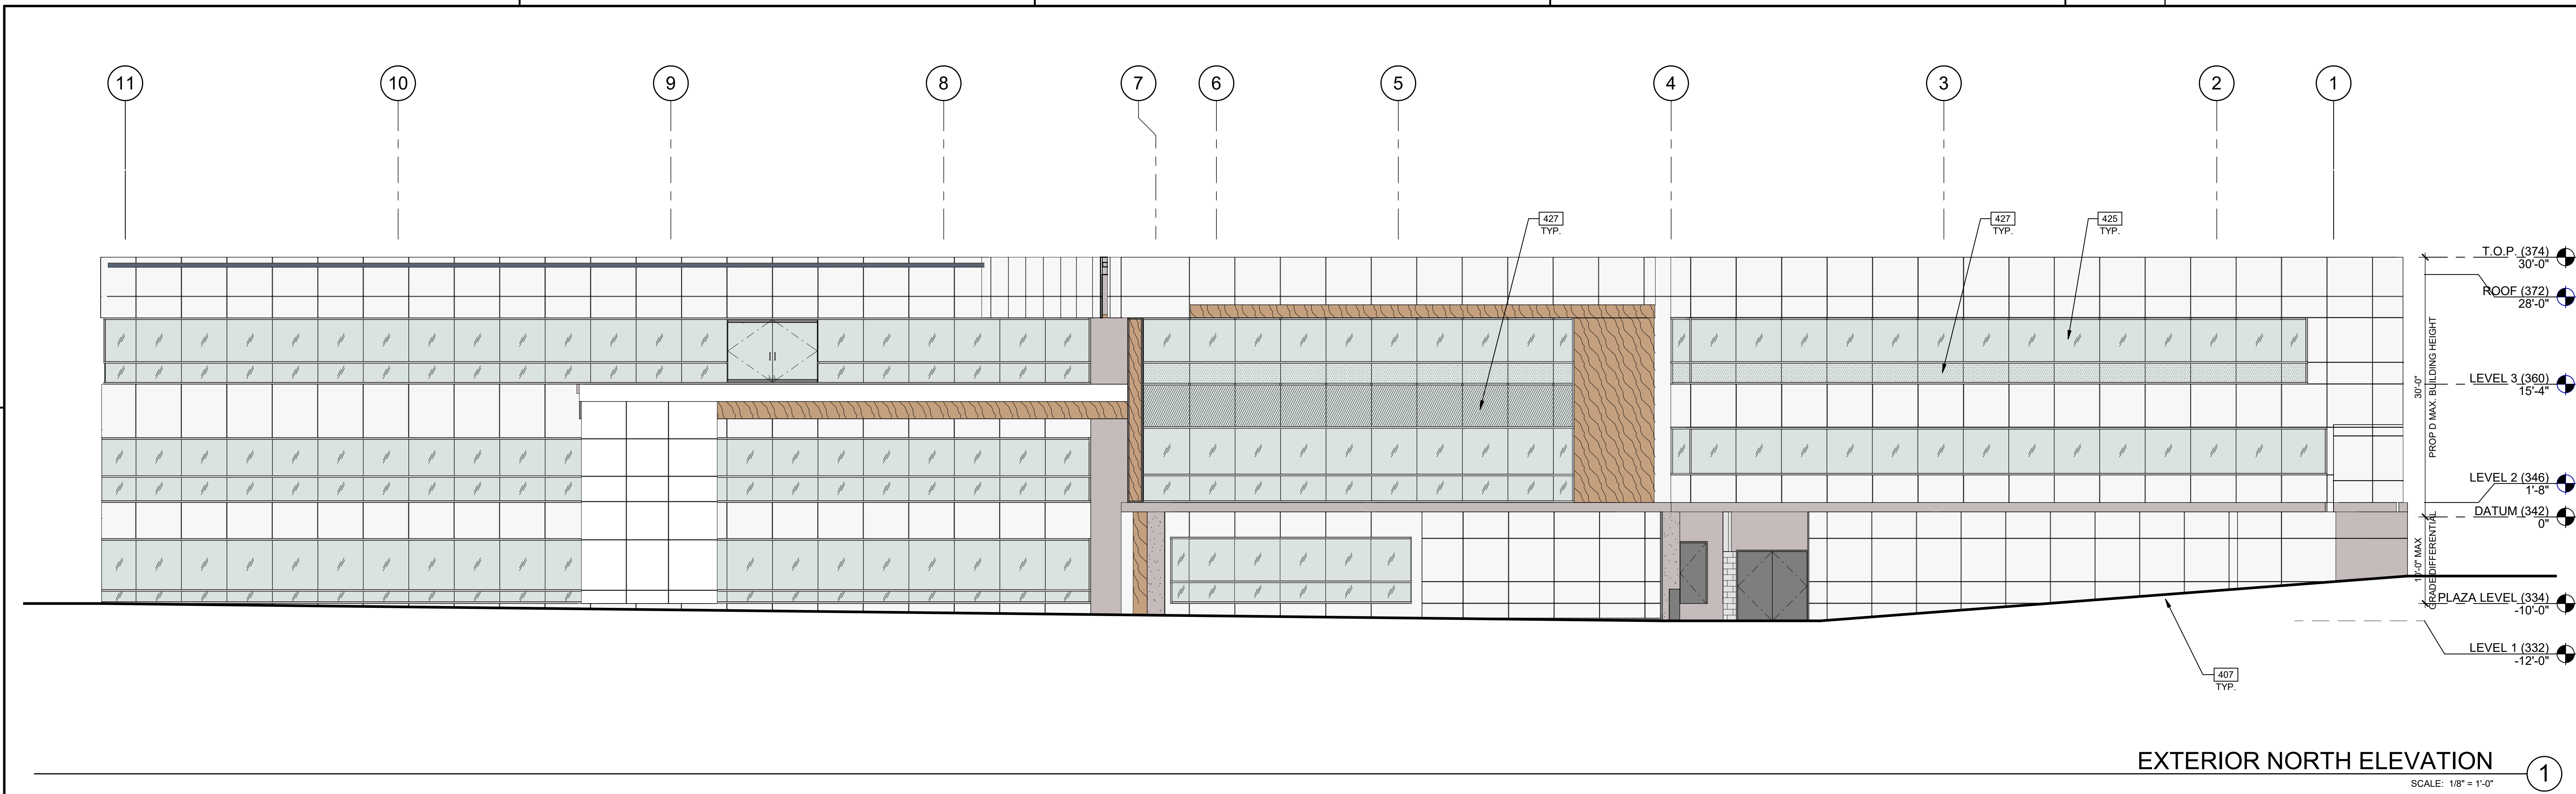 11 10 9 8 7 6 5 4 3 2 1
427
TYP.
427
TYP.
425
TYP.
T.O.P. (374)
30'-0"
ROOF (372)
28'-0"
LEVEL 3 (360)
15'-4"
LEVEL 2 (346)
1'-8"
DATUM (342)
0"
PLAZA LEVEL (334)
-10'-0"
LEVEL 1 (332)
-12'-0"
30'-0"
PROP D MAX. BUILDING HEIGHT
10'-0" MAX
GRADE DIFFERENTIAL
407
TYP.
EXTERIOR NORTH ELEVATION
SCALE: 1/8" = 1'-0"
1